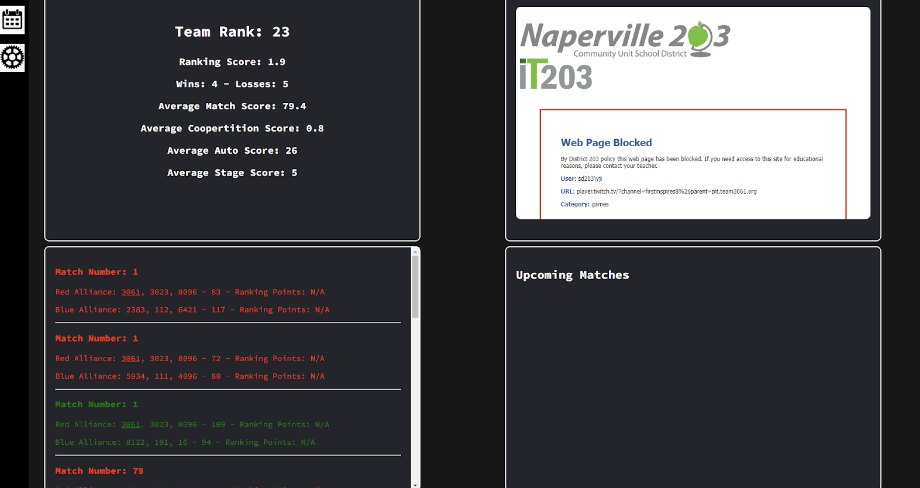 Team Rank: 23
Ranking Score: 1.9
Wins: 4 - Losses: 5
Average Match Score: 79.4
Average Coopertition Score: 0.8
Average Auto Score: 26
Average Stage Score: 5
Naperville 203
Community Unit School District
iT203
Web Page Blocked
By District 203 policy this web page has been blocked. If you need access to this site for educational
reasons, please contact your teacher.
User: sd203\yji
URL: player.twitch.tv/?channel=firstinspires8%26parent=pit.team3061.org
Category: games
Match Number: 1
Red Alliance: 3061, 3023, 8096 - 83 - Ranking Points: N/A
Blue Alliance: 2383, 112, 6421 - 117 - Ranking Points: N/A
Match Number: 1
Red Alliance: 3061, 3023, 8096 - 72 - Ranking Points: N/A
Blue Alliance: 5934, 111, 4096 - 80 - Ranking Points: N/A
Match Number: 1
Red Alliance: 3061, 3023, 8096 - 109 - Ranking Points: N/A
Blue Alliance: 8122, 191, 16 - 94 - Ranking Points: N/A
Match Number: 79
Upcoming Matches